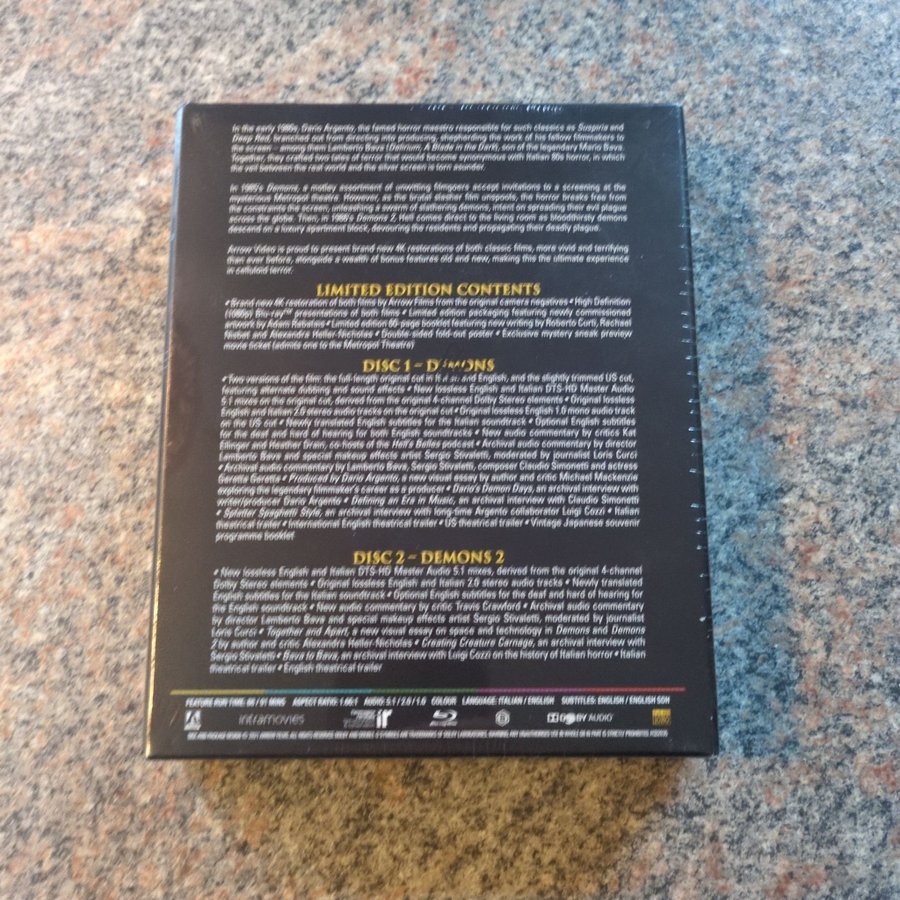 In the early 1980s, Dario Argento, the famed horror maestro responsible for such classics as Suspiria and
Deep Red, branched out from directing into producing, shepherding the work of his fellow filmmakers to
the screen – among them Lamberto Bava (Delirium, A Blade in the Dark), son of the legendary Mario Bava.
Together, they crafted two tales of terror that would become synonymous with Italian 80s horror, in which
the veil between the real world and the silver screen is torn asunder.
In 1985's Demons, a motley assortment of unwitting filmgoers accept invitations to a screening at the
mysterious Metropol theatre. However, as the brutal slasher film unspools, the horror breaks free from
the constraints the screen, unleashing a swarm of slathering demons, intent on spreading their evil plague
across the globe. Then, in 1986's Demons 2, Hell comes direct to the living room as bloodthirsty demons
descend on a luxury apartment block, devouring the residents and propagating their deadly plague.
Arrow Video is proud to present brand new 4K restorations of both classic films, more vivid and terrifying
than ever before, alongside a wealth of bonus features old and new, making this the ultimate experience
in celluloid terror.
LIMITED EDITION CONTENTS
• Brand new 4K restoration of both films by Arrow Films from the original camera negatives • High Definition
(1080p) Blu-ray™ presentations of both films • Limited edition packaging featuring newly commissioned
artwork by Adam Rabalais • Limited edition 60-page booklet featuring new writing by Roberto Curti, Rachael
Nisbet and Alexandra Heller-Nicholas • Double-sided fold-out poster • Exclusive mystery sneak preview
movie ticket (admits one to the Metropol Theatre)
DISC 1 – DEMONS
• Two versions of the film: the full-length original cut in Italian and English, and the slightly trimmed US cut,
featuring alternate dubbing and sound effects • New lossless English and Italian DTS-HD Master Audio
5.1 mixes on the original cut, derived from the original 4-channel Dolby Stereo elements • Original lossless
English and Italian 2.0 stereo audio tracks on the original cut • Original lossless English 1.0 mono audio track
on the US cut • Newly translated English subtitles for the Italian soundtrack • Optional English subtitles
for the deaf and hard of hearing for both English soundtracks • New audio commentary by critics Kat
Ellinger and Heather Drain, co-hosts of the Hell's Belles podcast • Archival audio commentary by director
Lamberto Bava and special makeup effects artist Sergio Stivaletti, moderated by journalist Loris Curci
• Archival audio commentary by Lamberto Bava, Sergio Stivaletti, composer Claudio Simonetti and actress
Geretta Geretta • Produced by Dario Argento, a new visual essay by author and critic Michael Mackenzie
exploring the legendary filmmaker's career as a producer • Dario's Demon Days, an archival interview with
writer/producer Dario Argento • Defining an Era in Music, an archival interview with Claudio Simonetti
• Splatter Spaghetti Style, an archival interview with long-time Argento collaborator Luigi Cozzi • Italian
theatrical trailer • International English theatrical trailer • US theatrical trailer • Vintage Japanese souvenir
programme booklet
DISC 2 – DEMONS 2
• New lossless English and Italian DTS-HD Master Audio 5.1 mixes, derived from the original 4-channel
Dolby Stereo elements • Original lossless English and Italian 2.0 stereo audio tracks • Newly translated
English subtitles for the Italian soundtrack • Optional English subtitles for the deaf and hard of hearing for
the English soundtrack • New audio commentary by critic Travis Crawford • Archival audio commentary
by director Lamberto Bava and special makeup effects artist Sergio Stivaletti, moderated by journalist
Loris Curci • Together and Apart, a new visual essay on space and technology in Demons and Demons
2 by author and critic Alexandra Heller-Nicholas • Creating Creature Carnage, an archival interview with
Sergio Stivaletti • Bava to Bava, an archival interview with Luigi Cozzi on the history of Italian horror • Italian
theatrical trailer • English theatrical trailer
FEATURE RUN TIME: 88 / 91 MINS ASPECT RATIO: 1.66:1 AUDIO: 5.1 / 2.0 / 1.0 COLOUR LANGUAGE: ITALIAN / ENGLISH SUBTITLES: ENGLISH / ENGLISH SDH
intramovies Blu-ray Disc B DOLBY AUDIO